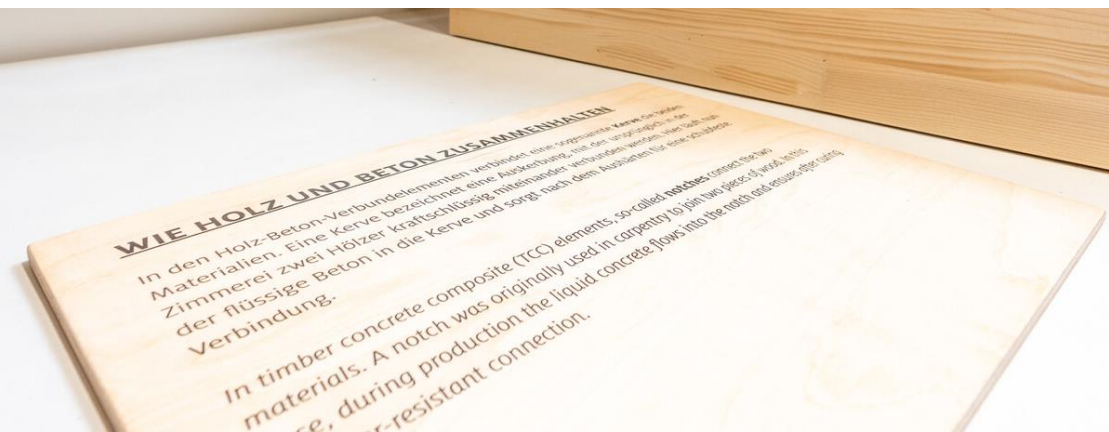 WIE HOLZ UND BETON ZUSAMMENHALTEN
In den Holz-Beton-Verbundelementen verbindet eine sogenannte Kerve die beiden
Materialien. Eine Kerve bezeichnet eine Auskerbung, mit der ursprünglich in der
Zimmerei zwei Hölzer kraftschlüssig miteinander verbunden werden. Hier läuft nun
der flüssige Beton in die Kerve und sorgt nach dem Aushärten für eine schubfeste
Verbindung.
In timber concrete composite (TCC) elements, so-called notches connect the two
materials. A notch was originally used in carpentry to join two pieces of wood. In this
during production the liquid concrete flows into the notch and ensures after curing
connection.